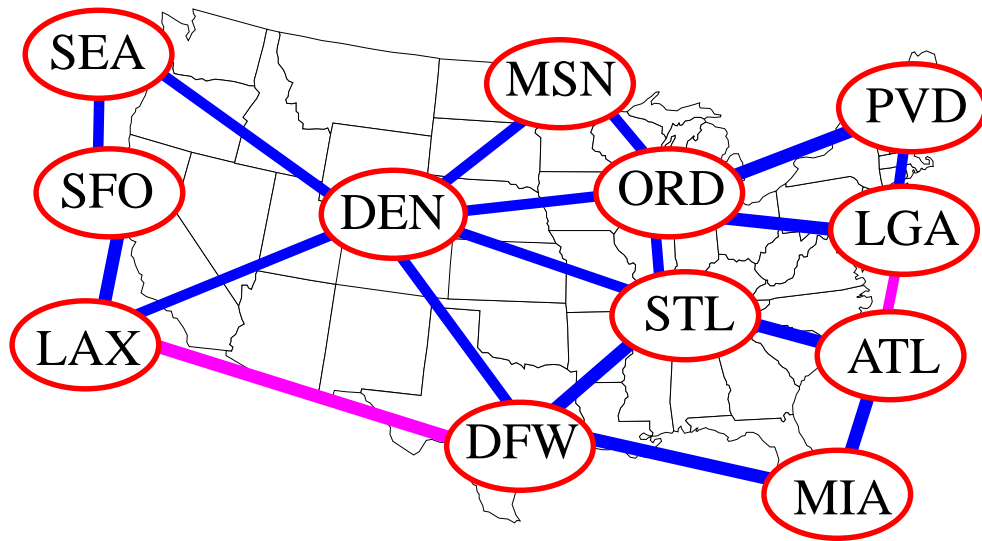 SEA
MSN
PVD
SFO
DEN
ORD
LGA
LAX
STL
ATL
DFW
MIA